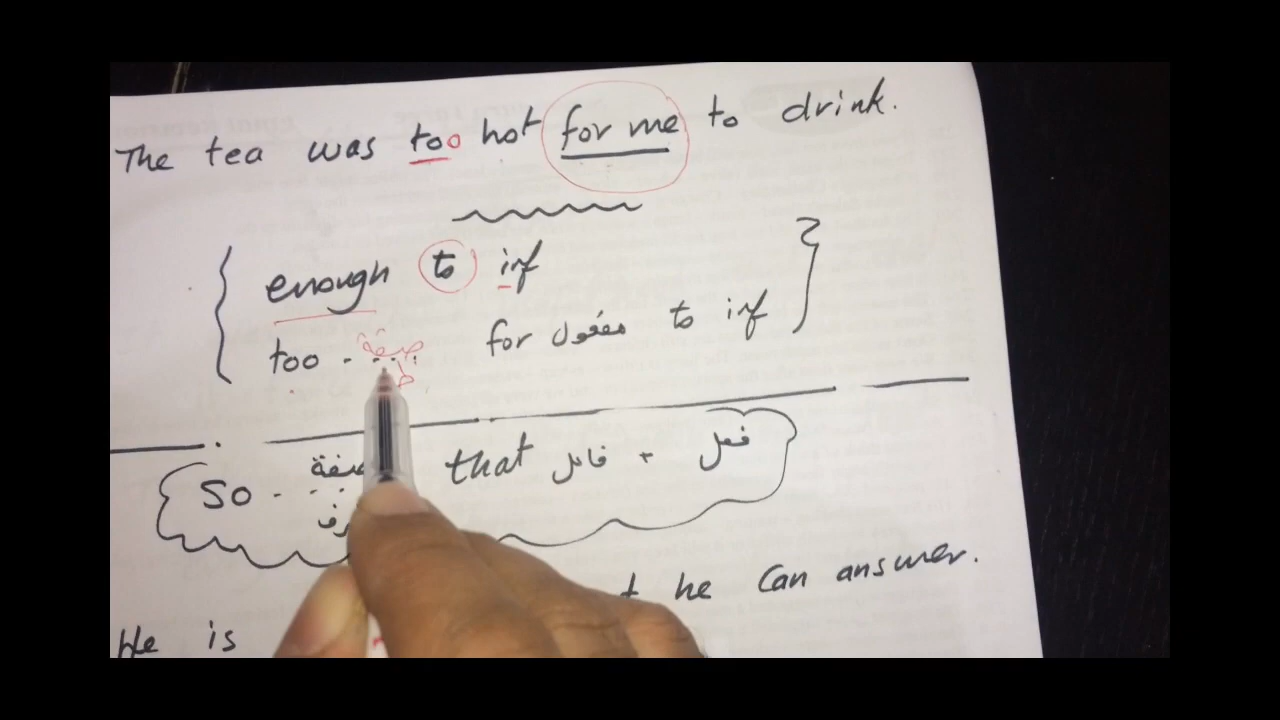 The tea was too hot for me to drink.
enough to inf
too - صفة for مفعول to inf
صفة
So - - - that فاعل + فعل
he can answer.
He is